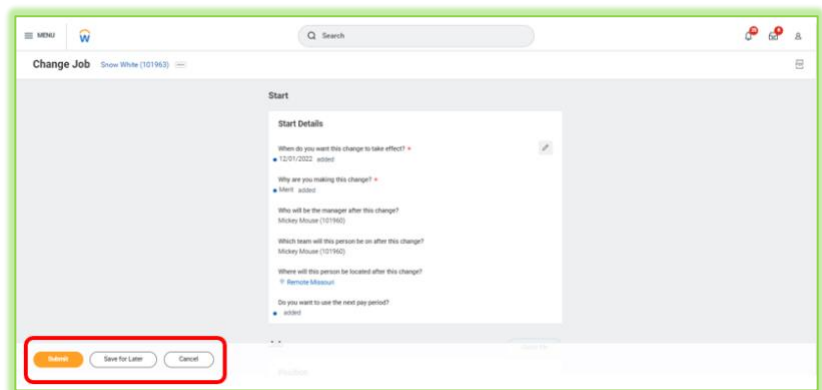 MENU
Search
Change Job Snow White (101963)
Start
Start Details
When do you want this change to take effect? *
12/01/2022 added
Why are you making this change? *
Merit added
Who will be the manager after this change?
Mickey Mouse (101960)
Which team will this person be on after this change?
Mickey Mouse (101960)
Where will this person be located after this change?
Remote Missouri
Do you want to use the next pay period?
added
Submit Save for Later Cancel
Position